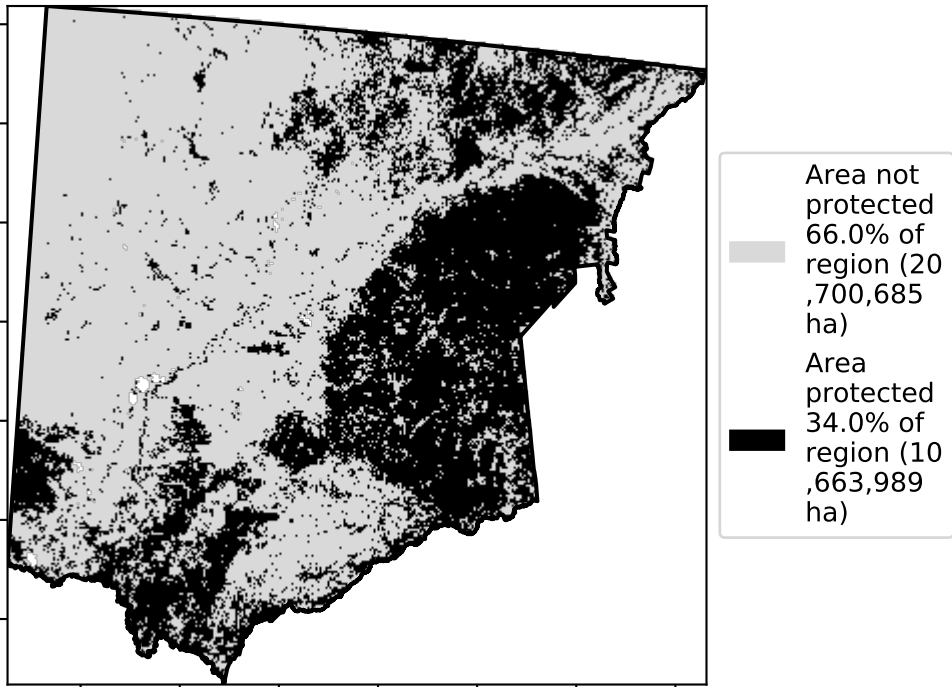 Area not
protected
66.0% of
region (20
,700,685
ha)
Area
protected
34.0% of
region (10
,663,989
ha)